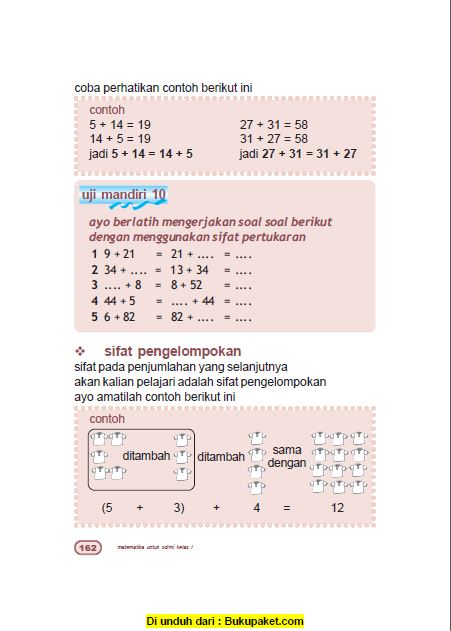 coba perhatikan contoh berikut ini
contoh
5 + 14 = 19 27 + 31 = 58
14 + 5 = 19 31 + 27 = 58
jadi 5 + 14 = 14 + 5 jadi 27 + 31 = 31 + 27
uji mandiri 10
ayo berlatih mengerjakan soal soal berikut
dengan menggunakan sifat pertukaran
1 9 + 21 = 21 + .... = ....
2 34 + .... = 13 + 34 = ....
3 .... + 8 = 8 + 52 = ....
4 44 + 5 = .... + 44 = ....
5 6 + 82 = 82 + .... = ....
❖ sifat pengelompokan
sifat pada penjumlahan yang selanjutnya
akan kalian pelajari adalah sifat pengelompokan
ayo amatilah contoh berikut ini
contoh
ditambah ditambah sama dengan
(5 + 3) + 4 = 12
162 matematika untuk sd/mi kelas 1
Di unduh dari : Bukupaket.com